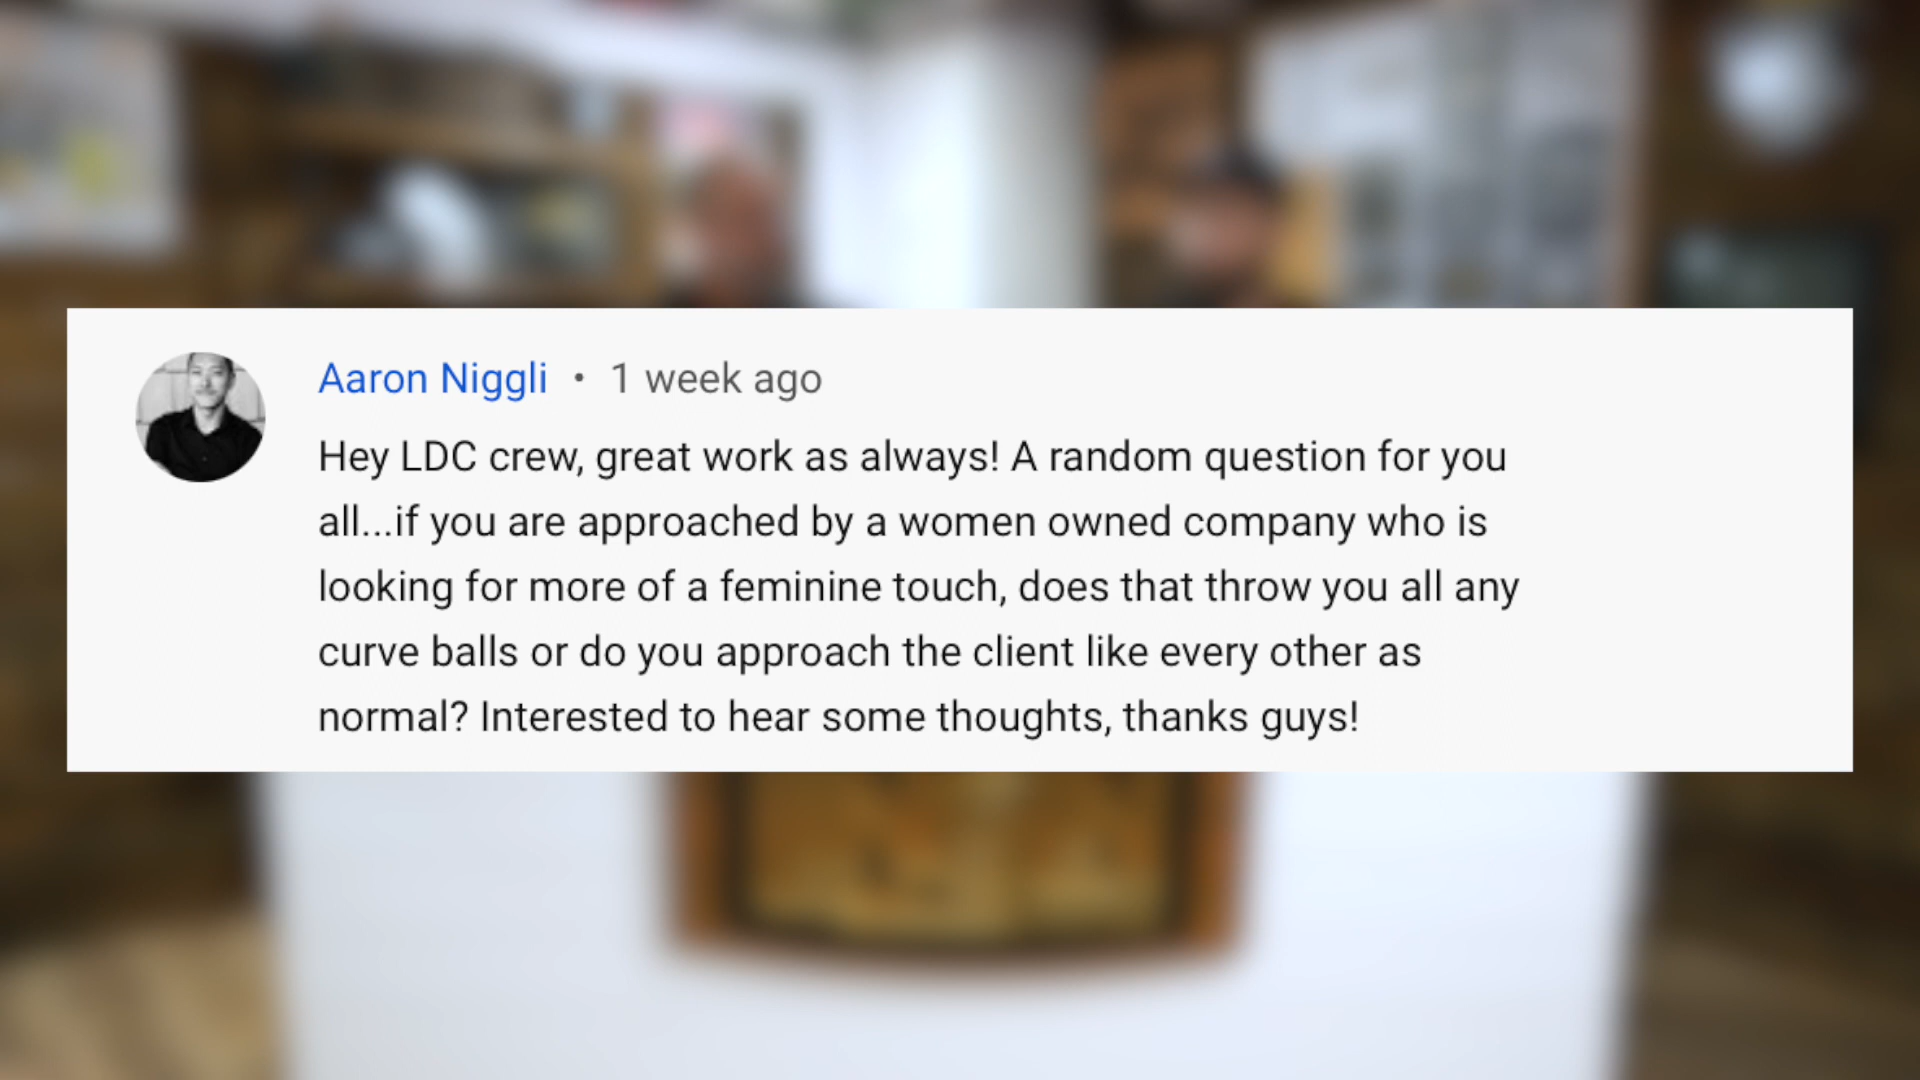 Aaron Niggli • 1 week ago
Hey LDC crew, great work as always! A random question for you
all...if you are approached by a women owned company who is
looking for more of a feminine touch, does that throw you all any
curve balls or do you approach the client like every other as
normal? Interested to hear some thoughts, thanks guys!